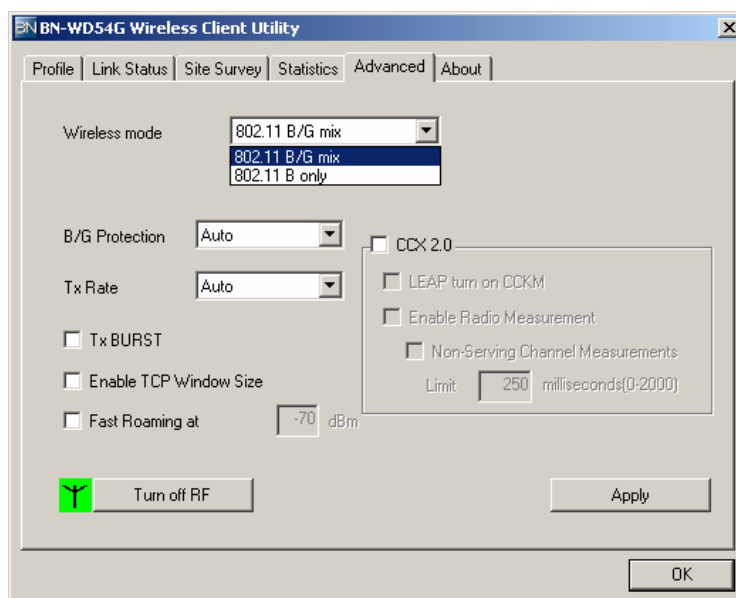 BN BN-WD54G Wireless Client Utility
Profile Link Status Site Survey Statistics Advanced About
Wireless mode 802.11 B/G mix
802.11 B/G mix
802.11 B only
B/G Protection Auto
CCX 2.0
Tx Rate Auto
LEAP turn on CCKM
Enable Radio Measurement
Tx BURST
Non-Serving Channel Measurements
Enable TCP Window Size
Limit 250 milliseconds(0-2000)
Fast Roaming at -70 dBm
Turn off RF Apply
OK